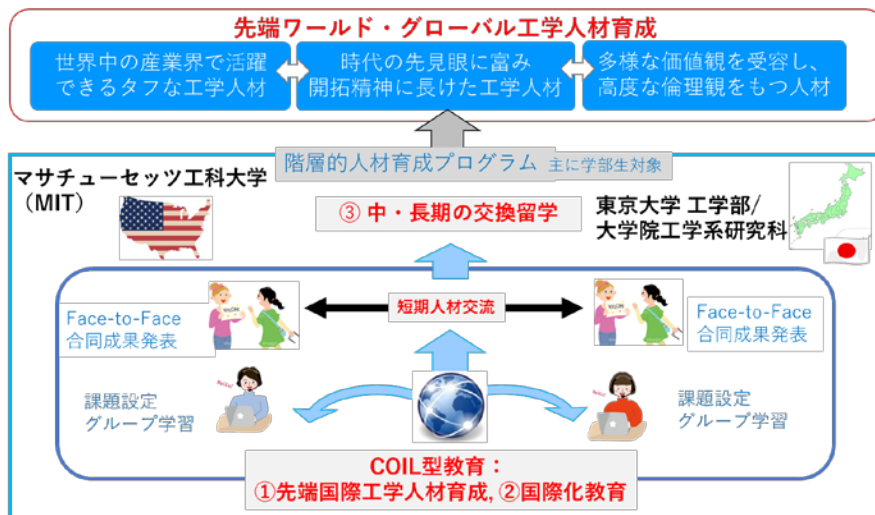 先端ワールド・グローバル工学人材育成
世界中の産業界で活躍
できるタフな工学人材
時代の先見眼に富み
開拓精神に長けた工学人材
多様な価値観を受容し、
高度な倫理観をもつ人材
階層的人材育成プログラム 主に学部生対象
マサチューセッツ工科大学
（MIT）
③ 中・長期の交換留学
東京大学 工学部/
大学院工学系研究科
Face-to-Face
合同成果発表
短期人材交流
Face-to-Face
合同成果発表
課題設定
グループ学習
課題設定
グループ学習
COIL型教育：
①先端国際工学人材育成, ②国際化教育